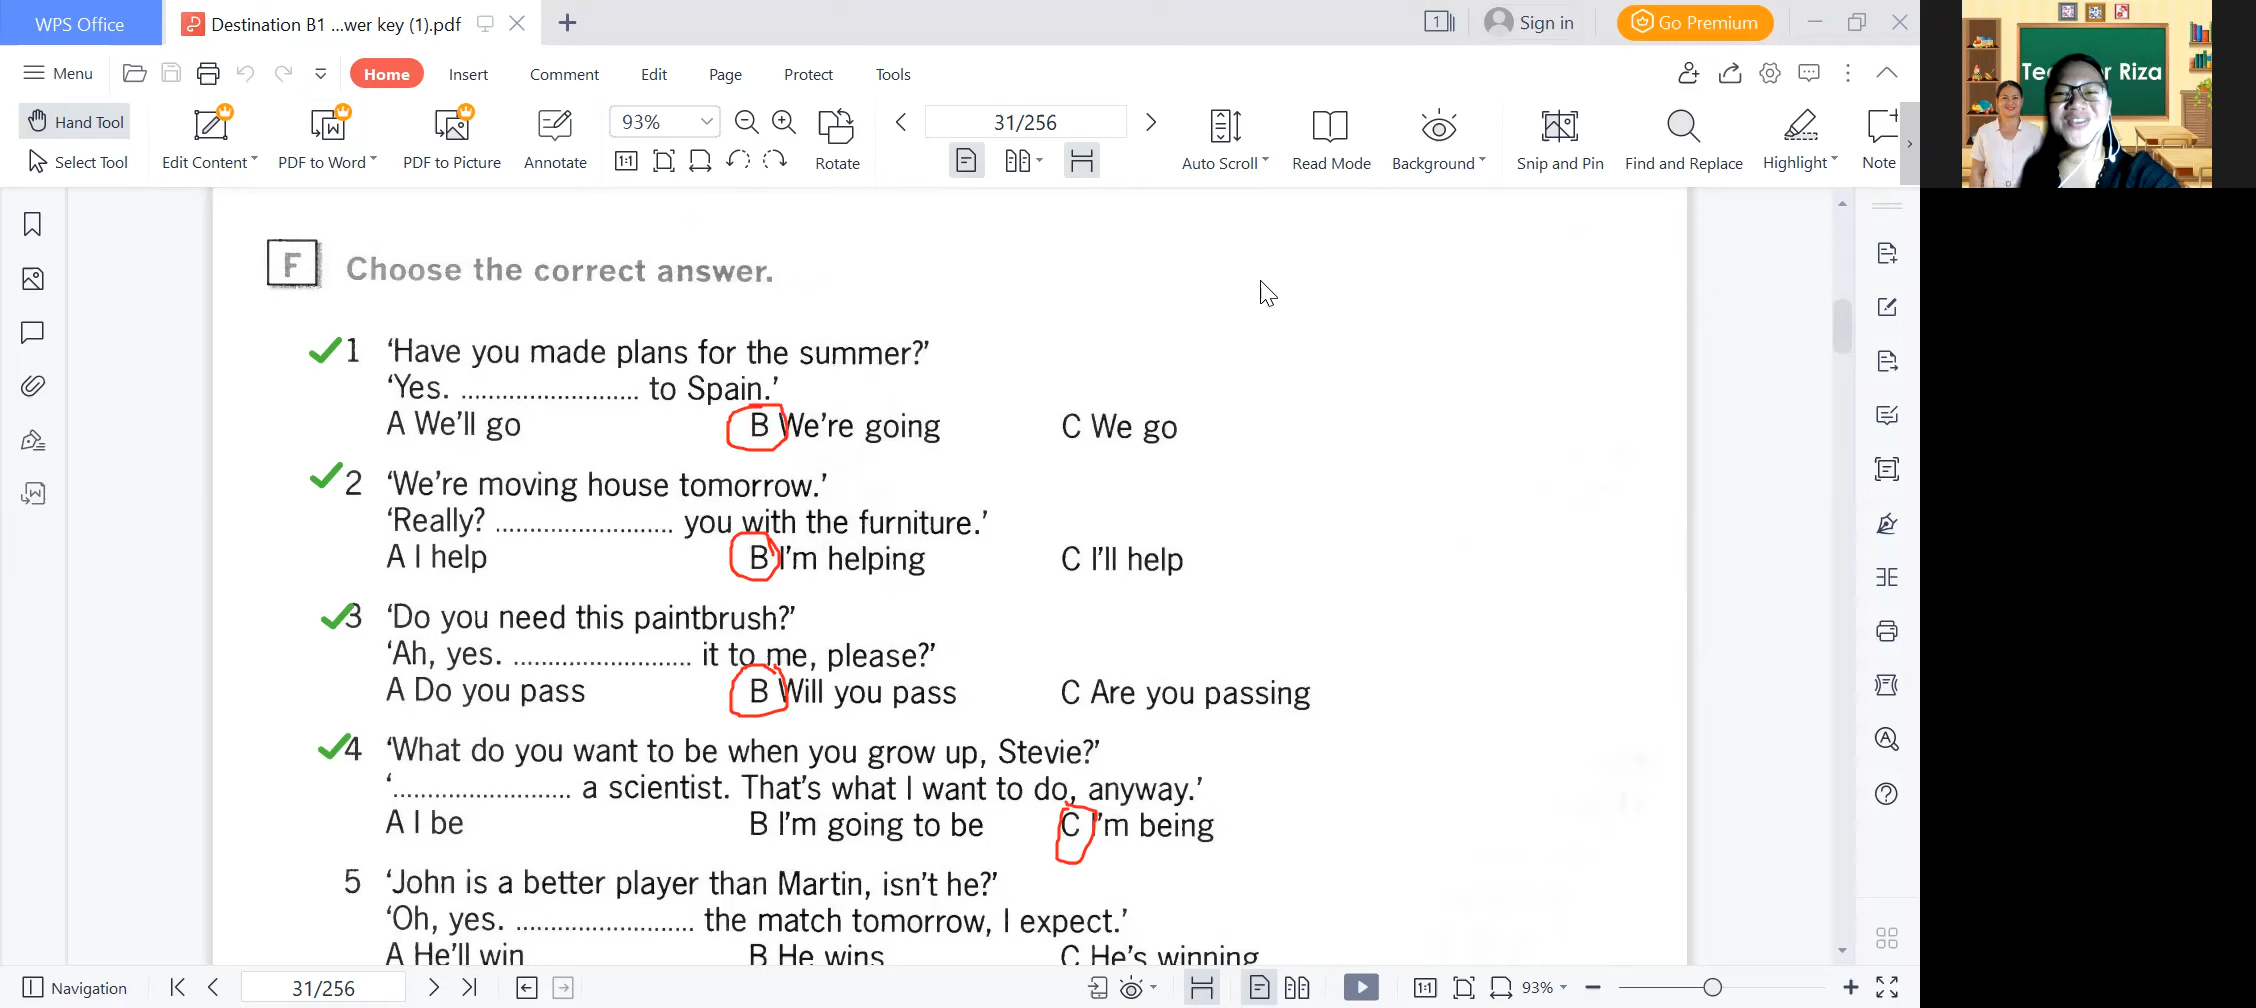 WPS Office
Destination B1 ...wer key (1).pdf
1
Sign in
Go Premium
Menu
Home
Insert
Comment
Edit
Page
Protect
Tools
Hand Tool
Select Tool
Edit Content
PDF to Word
PDF to Picture
Annotate
93%
1:1
Rotate
31/256
Auto Scroll
Read Mode
Background
Snip and Pin
Find and Replace
Highlight
Note
Riza
F Choose the correct answer.
1 ‘Have you made plans for the summer?’
‘Yes. .......................... to Spain.’
A We’ll go B We’re going C We go
2 ‘We’re moving house tomorrow.’
‘Really? .......................... you with the furniture.’
A I help B I’m helping C I’ll help
3 ‘Do you need this paintbrush?’
‘Ah, yes. .......................... it to me, please?’
A Do you pass B Will you pass C Are you passing
4 ‘What do you want to be when you grow up, Stevie?’
‘.......................... a scientist. That’s what I want to do, anyway.’
A I be B I’m going to be C I’m being
5 ‘John is a better player than Martin, isn’t he?’
‘Oh, yes. .......................... the match tomorrow, I expect.’
A He’ll win B He wins C He’s winning
Navigation
31/256
1:1
93%